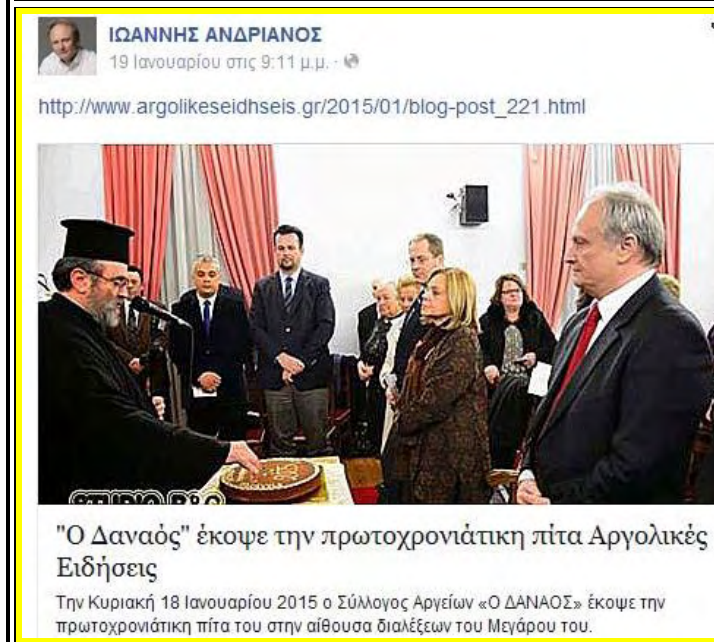 ΙΩΑΝΝΗΣ ΑΝΔΡΙΑΝΟΣ
19 Ιανουαρίου στις 9:11 μ.μ. ·
http://www.argolikeseidhseis.gr/2015/01/blog-post_221.html
STUDIO R&G
"Ο Δαναός" έκοψε την πρωτοχρονιάτικη πίτα Αργολικές
Ειδήσεις
Την Κυριακή 18 Ιανουαρίου 2015 ο Σύλλογος Αργείων «Ο ΔΑΝΑΟΣ» έκοψε την
πρωτοχρονιάτικη πίτα του στην αίθουσα διαλέξεων του Μεγάρου του.